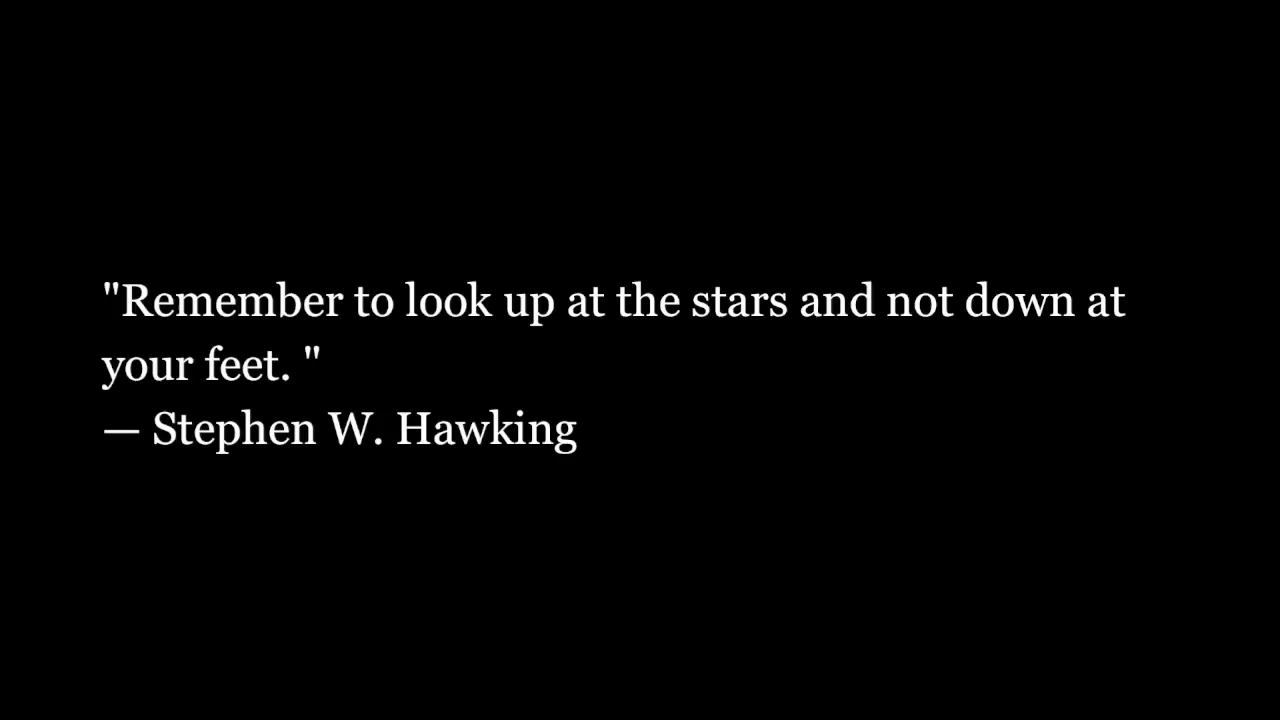 "Remember to look up at the stars and not down at
your feet. "
— Stephen W. Hawking